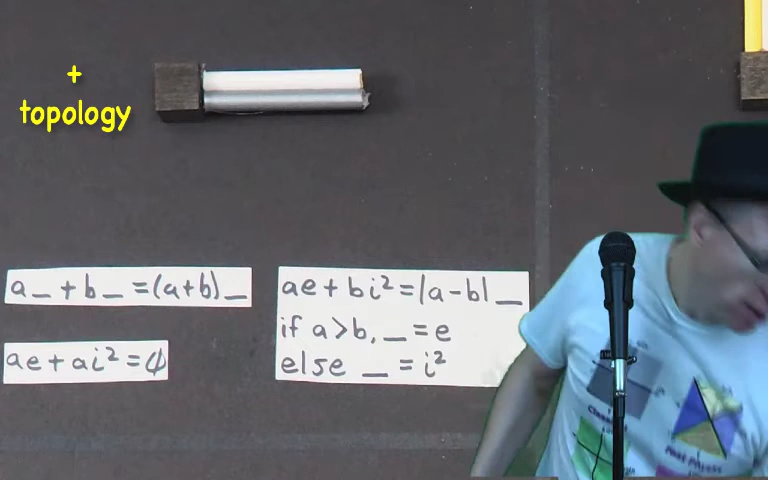 +
topology
a_+b_=(a+b)_
ae+bi²=|a-b|_
if a>b, _=e
else _=i²
ae+ai²=ф